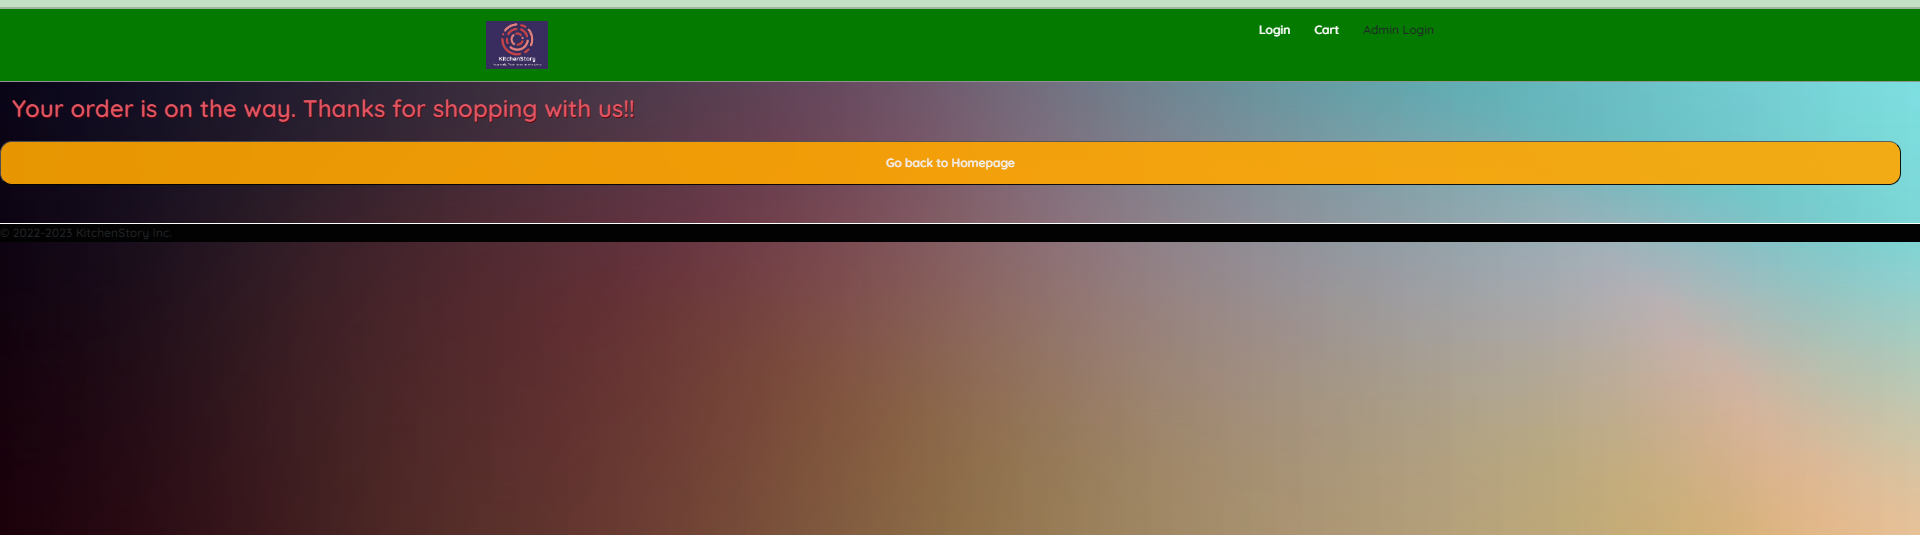 KitchenStory
Login Cart Admin Login
Your order is on the way. Thanks for shopping with us!!
Go back to Homepage
© 2022-2023 KitchenStory Inc.